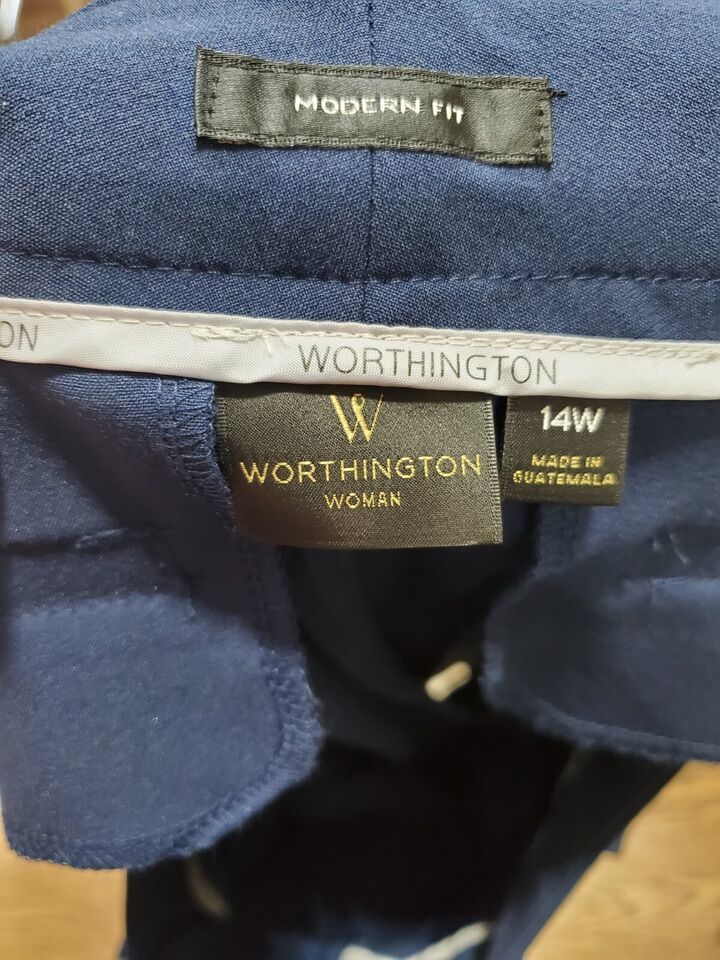 MODERN FIT
ON
WORTHINGTON
W
WORTHINGTON
WOMAN
14W
MADE IN
GUATEMALA